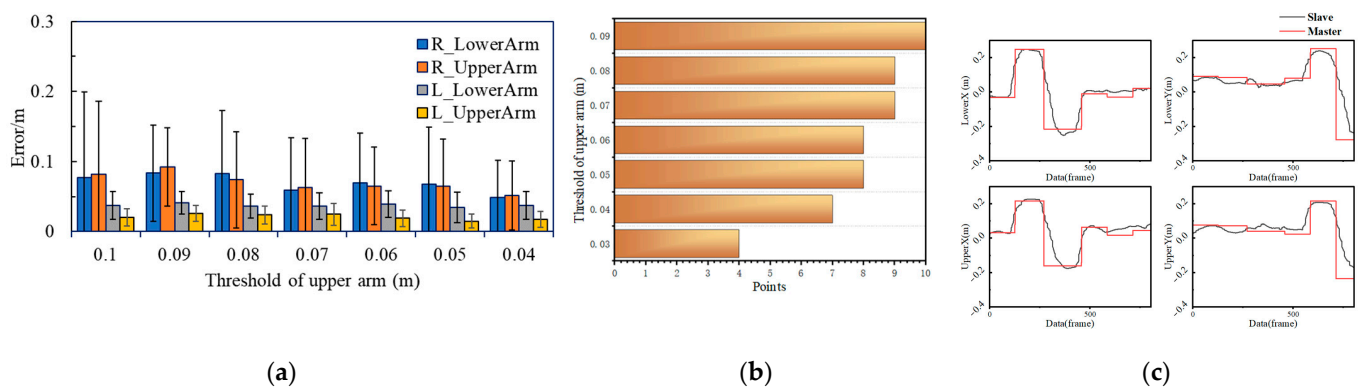 0.3
0.2
0.1
0
Error/m
R_LowerArm
R_UpperArm
L_LowerArm
L_UpperArm
0.1 0.09 0.08 0.07 0.06 0.05 0.04
Threshold of upper arm (m)
(a)
Threshold of upper arm (m)
0.09
0.08
0.07
0.06
0.05
0.04
0.03
0 1 2 3 4 5 6 7 8 9 10
Points
(b)
Slave
Master
LowerX (m)
0.2
0.0
-0.2
-0.4
0 500
LowerY(m)
0.2
0.0
-0.2
-0.4
0 500
UpperX(m)
0.2
0.0
-0.2
-0.4
0 500
Data(frame)
UpperY(m)
0.2
0.0
-0.2
-0.4
0 500
Data(frame)
(c)